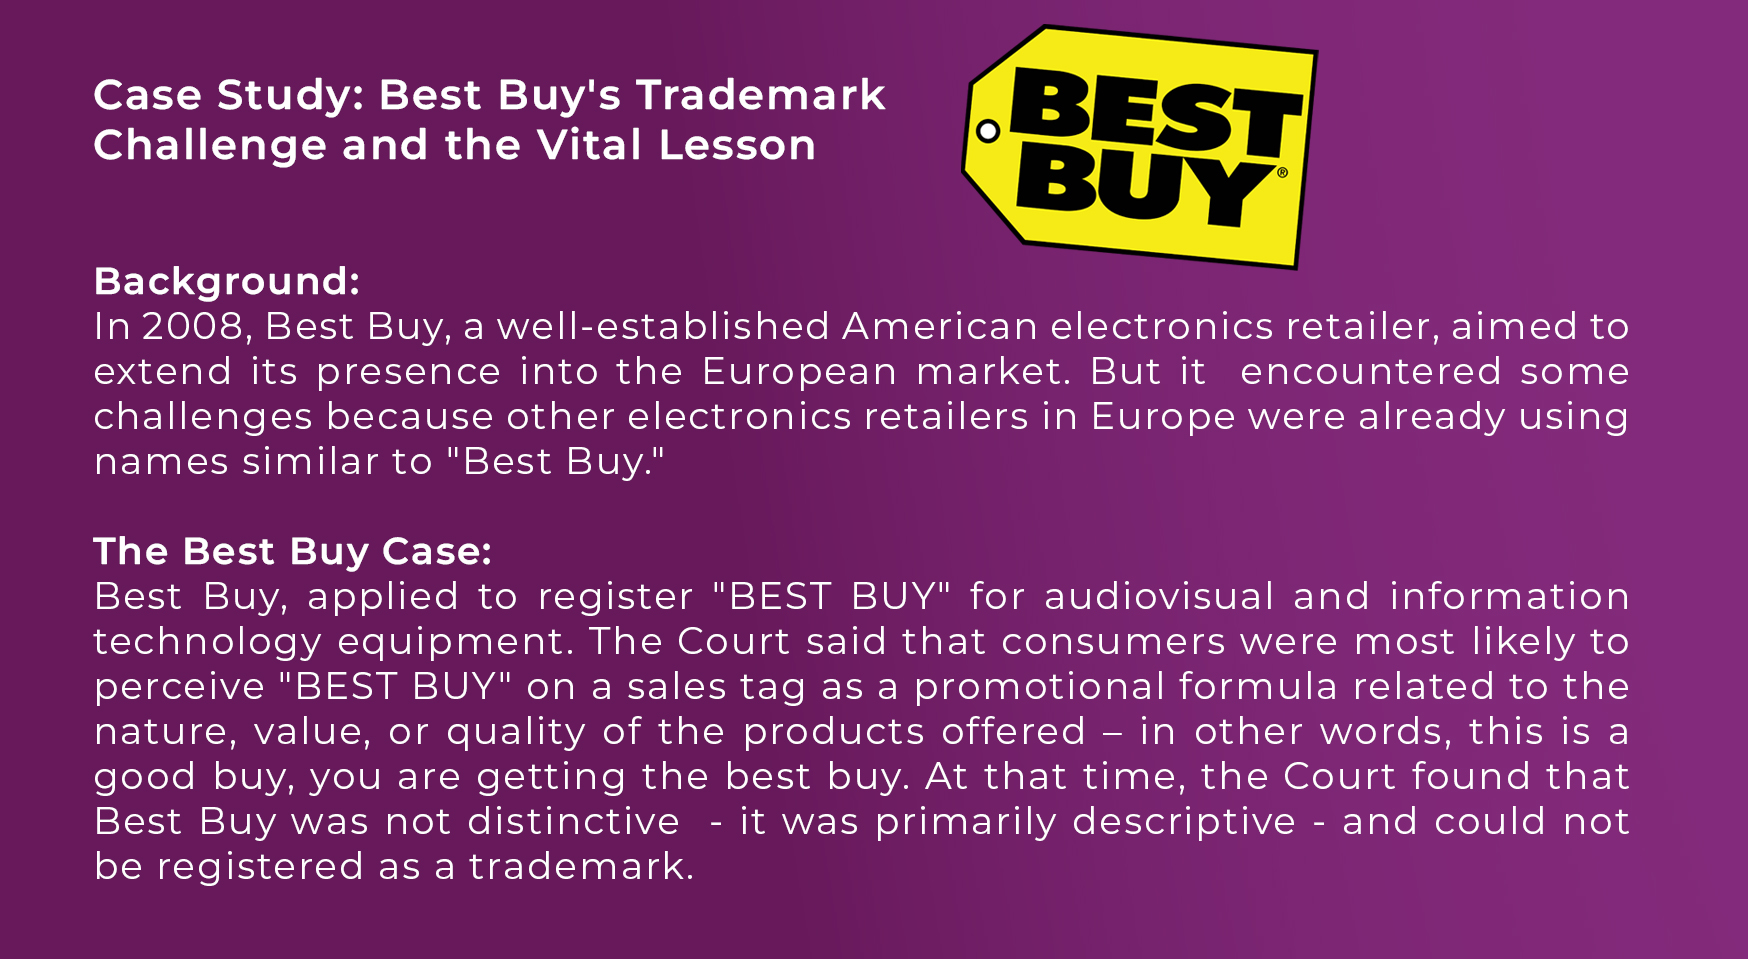 Case Study: Best Buy's Trademark
Challenge and the Vital Lesson
BEST
BUY®
Background:
In 2008, Best Buy, a well-established American electronics retailer, aimed to
extend its presence into the European market. But it  encountered some
challenges because other electronics retailers in Europe were already using
names similar to "Best Buy."
The Best Buy Case:
Best Buy, applied to register "BEST BUY" for audiovisual and information
technology equipment. The Court said that consumers were most likely to
perceive "BEST BUY" on a sales tag as a promotional formula related to the
nature, value, or quality of the products offered – in other words, this is a
good buy, you are getting the best buy. At that time, the Court found that
Best Buy was not distinctive  - it was primarily descriptive - and could not
be registered as a trademark.